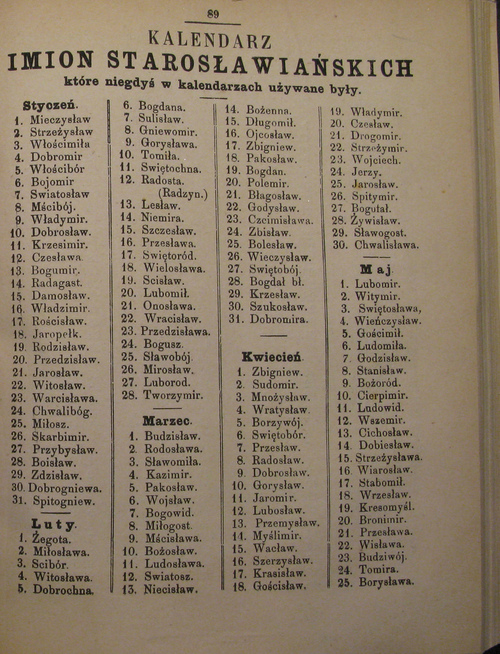 89
KALENDARZ
IMION STAROSŁAWIAŃSKICH
które niegdyś w kalendarzach używane były.
Styczeń.
1. Mieczysław
2. Strzeżysław
3. Włościmiła
4. Dobromir
5. Włościbór
6. Bojomir
7. Swiatosław
8. Mścibój.
9. Władymir.
10. Dobrosław.
11. Krzesimir.
12. Czesława.
13. Bogumir.
14. Radagast.
15. Damosław.
16. Władzimir.
17. Rościsław.
18. Jaropełk.
19. Rodzisław.
20. Przedzisław.
21. Jarosław.
22. Witosław.
23. Warcisława.
24. Chwalibóg.
25. Miłosz.
26. Skarbimir.
27. Przybysław.
28. Boisław.
29. Zdzisław.
30. Dobrogniewa.
31. Spitogniew.
Luty.
1. Żegota.
2. Miłosława.
3. Scibór.
4. Witosława.
5. Dobrochna.
6. Bogdana.
7. Sulisław.
8. Gniewomir.
9. Gorysława.
10. Tomiła.
11. Świętochna.
12. Radosta.
(Radzyn.)
13. Lesław.
14. Niemira.
15. Szczesław.
16. Przesława.
17. Świętoród.
18. Wielosława.
19. Scisław.
20. Lubomił.
21. Onosława.
22. Wracisław.
23. Przedzisława.
24. Bogusz.
25. Sławobój.
26. Mirosław.
27. Luborod.
28. Tworzymir.
Marzec.
1. Budzisław.
2. Rodosława.
3. Sławomiła.
4. Kazimir.
5. Pakosław.
6. Wojsław.
7. Bogowid.
8. Miłogost.
9. Mścisława.
10. Bożosław.
11. Ludosława.
12. Swiatosz.
13. Niecisław.
14. Bożenna.
15. Długomił.
16. Ojcosław.
17. Zbigniew.
18. Pakosław.
19. Bogdan.
20. Polemir.
21. Błagosław.
22. Godysław.
23. Czcimisława.
24. Zbisław.
25. Bolesław.
26. Wieczysław.
27. Świętobój.
28. Bogdał bł.
29. Krzesław.
30. Szukosław.
31. Dobromira.
Kwiecień.
1. Zbigniew.
2. Sudomir.
3. Mnożysław.
4. Wratysław.
5. Borzywój.
6. Swiętobór.
7. Przesław.
8. Radosław.
9. Dobrosław.
10. Gorysław.
11. Jaromir.
12. Lubosław.
13. Przemysław.
14. Myślimir.
15. Wacław.
16. Szerzysław.
17. Krasisław.
18. Gościsław.
19. Władymir.
20. Czesław.
21. Drogomir.
22. Strzeżymir.
23. Wojciech.
24. Jerzy.
25. Jarosław.
26. Spitymir.
27. Bogufał.
28. Żywisław.
29. Sławogost.
30. Chwalisława.
Maj.
1. Lubomir.
2. Witymir.
3. Swiętosława,
4. Wieńczysław.
5. Gościmił.
6. Ludomiła.
7. Godzisław.
8. Stanisław.
9. Bożoród.
10. Cierpimir.
11. Ludowid.
12. Wszemir.
13. Cichosław.
14. Dobiesław.
15. Strzeżysława.
16. Wiarosław.
17. Stabomił.
18. Wrzesław.
19. Kresomyśl.
20. Bronimir.
21. Przesława.
22. Wisława.
23. Budziwój.
24. Tomira.
25. Borysława.